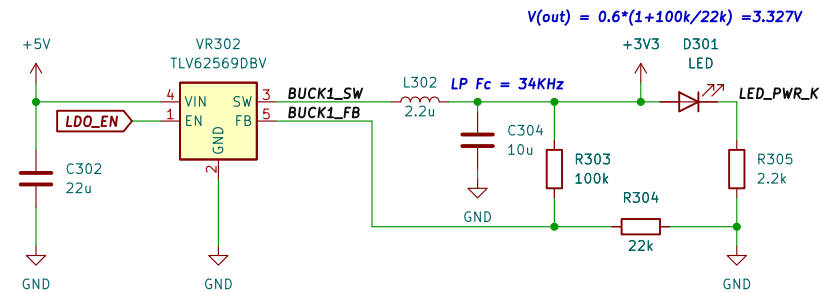 V(out) = 0.6*(1+100k/22k) =3.327V
+5V
VR302
TLV62569DBV
+3V3
D301
LED
4
VIN
SW
3
BUCK1_SW
L302
2.2u
LP Fc = 34KHz
LED_PWR_K
LDO_EN
1
EN
FB
5
BUCK1_FB
GND
2
C304
10u
R303
100k
R305
2.2k
C302
22u
GND
R304
22k
GND
GND
GND